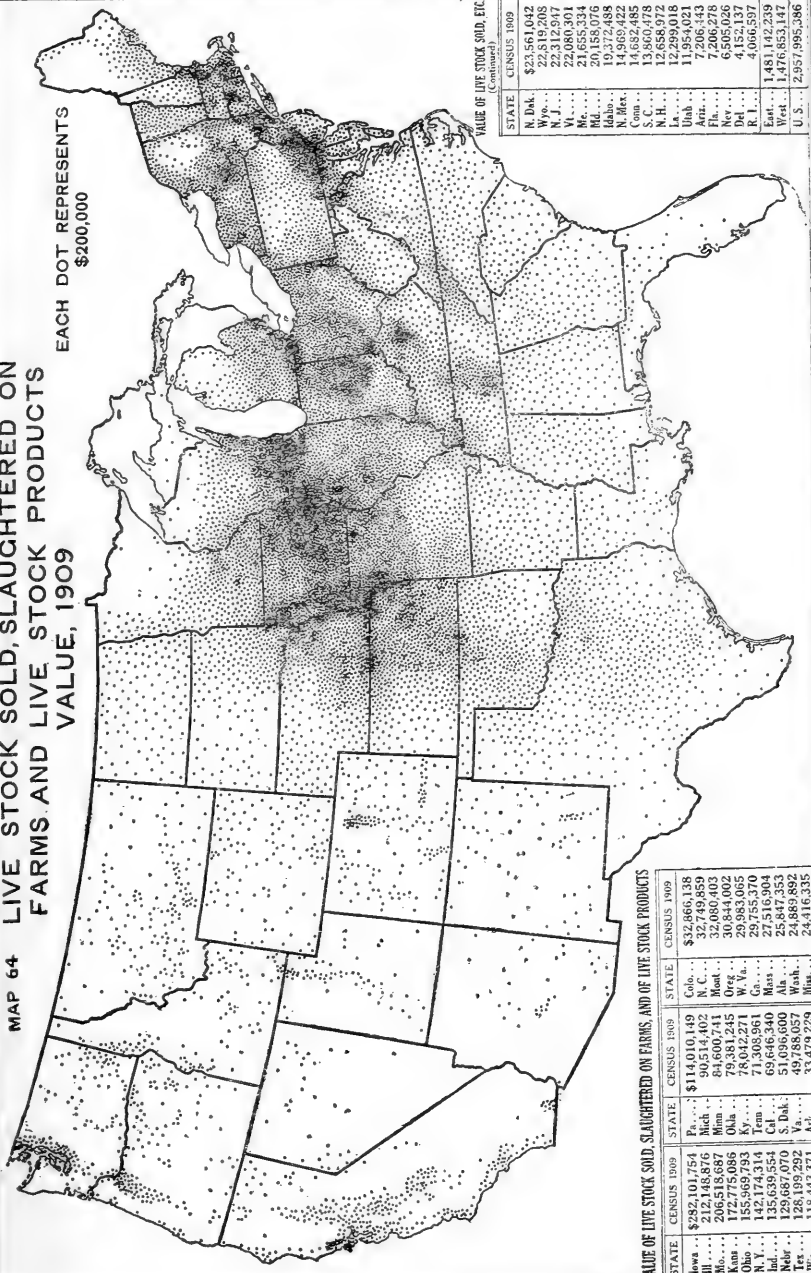 MAP 64 LIVE STOCK SOLD, SLAUGHTERED ON
FARMS AND LIVE STOCK PRODUCTS
VALUE, 1909
EACH DOT REPRESENTS
$200,000
VALUE OF LIVE STOCK SOLD, SLAUGHTERED ON FARMS, AND OF LIVE STOCK PRODUCTS
STATE CENSUS 1909 STATE CENSUS 1909 STATE CENSUS 1909
Iowa .. $282,101,754 Pa. ... $114,010,149 Colo. .. $32,866,138
Ill. .... 212,148,876 Mich .. 90,514,402 N. C. .. 32,749,859
Mo. ... 206,518,687 Minn .. 84,600,741 Mont .. 32,080,403
Kans .. 172,775,086 Okla .. 79,381,245 Oreg .. 30,844,002
Ohio .. 155,969,793 Ky. ... 78,042,271 W. Va.. 29,983,065
N. Y. .. 142,174,314 Tenn .. 71,308,961 Ga. ... 29,755,370
Ind. ... 135,639,554 Cal ... 69,646,340 Mass .. 27,516,904
Nebr .. 129,687,070 S. Dak. 51,096,600 Ala ... 25,847,353
Tex. ... 128,199,292 Va. ... 49,788,057 Wash.. 24,889,892
33,479,229 Miss. .. 24,416,335
VALUE OF LIVE STOCK SOLD, ETC.
(Continued)
STATE CENSUS 1909
N. Dak. $23,561,042
Wyo... 22,819,208
N. J. ... 22,312,947
Vt. .... 22,080,301
Me. ... 21,655,334
Md. ... 20,158,076
Idaho.. 19,372,488
N. Mex. 14,969,422
Conn .. 14,682,485
S. C. ... 13,860,478
N. H. .. 12,658,972
La. .... 12,299,018
Utah .. 11,954,021
Ariz. ... 7,206,443
Fla. ... 7,206,278
Nev ... 6,505,026
Del ... 4,152,137
R. I. ... 4,066,597
East... 1,481,142,239
West... 1,476,853,147
U. S. .. 2,957,995,386